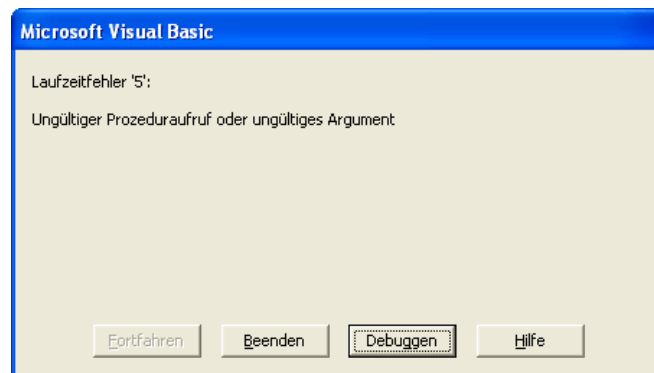 Microsoft Visual Basic
Laufzeitfehler '5':
Ungültiger Prozeduraufruf oder ungültiges Argument
Fortfahren Beenden Debuggen Hilfe